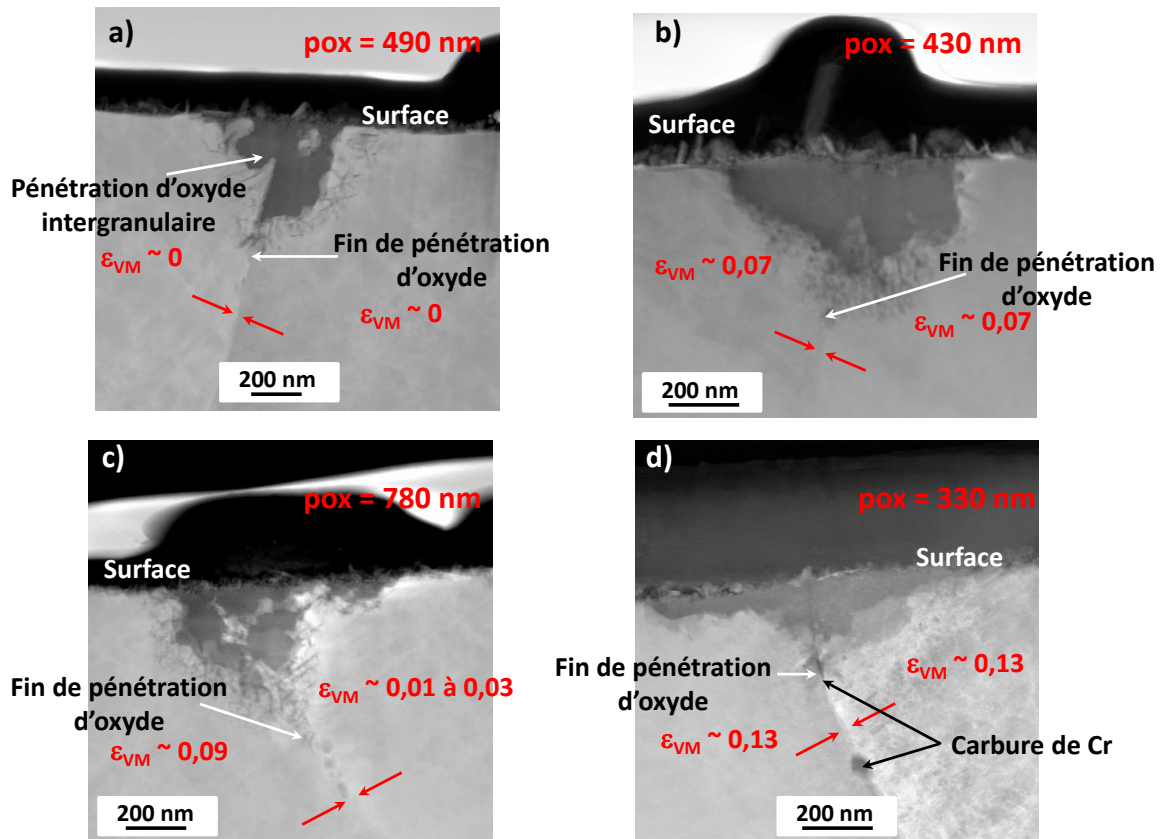 a)
pox = 490 nm
Surface
Pénétration d'oxyde
intergranulaire
Fin de pénétration
d'oxyde
εVM ~ 0
εVM ~ 0
200 nm
b)
pox = 430 nm
Surface
εVM ~ 0,07
Fin de pénétration
d'oxyde
εVM ~ 0,07
200 nm
c)
pox = 780 nm
Surface
Fin de pénétration
d'oxyde
εVM ~ 0,01 à 0,03
εVM ~ 0,09
200 nm
d)
pox = 330 nm
Surface
Fin de pénétration
d'oxyde
εVM ~ 0,13
εVM ~ 0,13
Carbure de Cr
200 nm